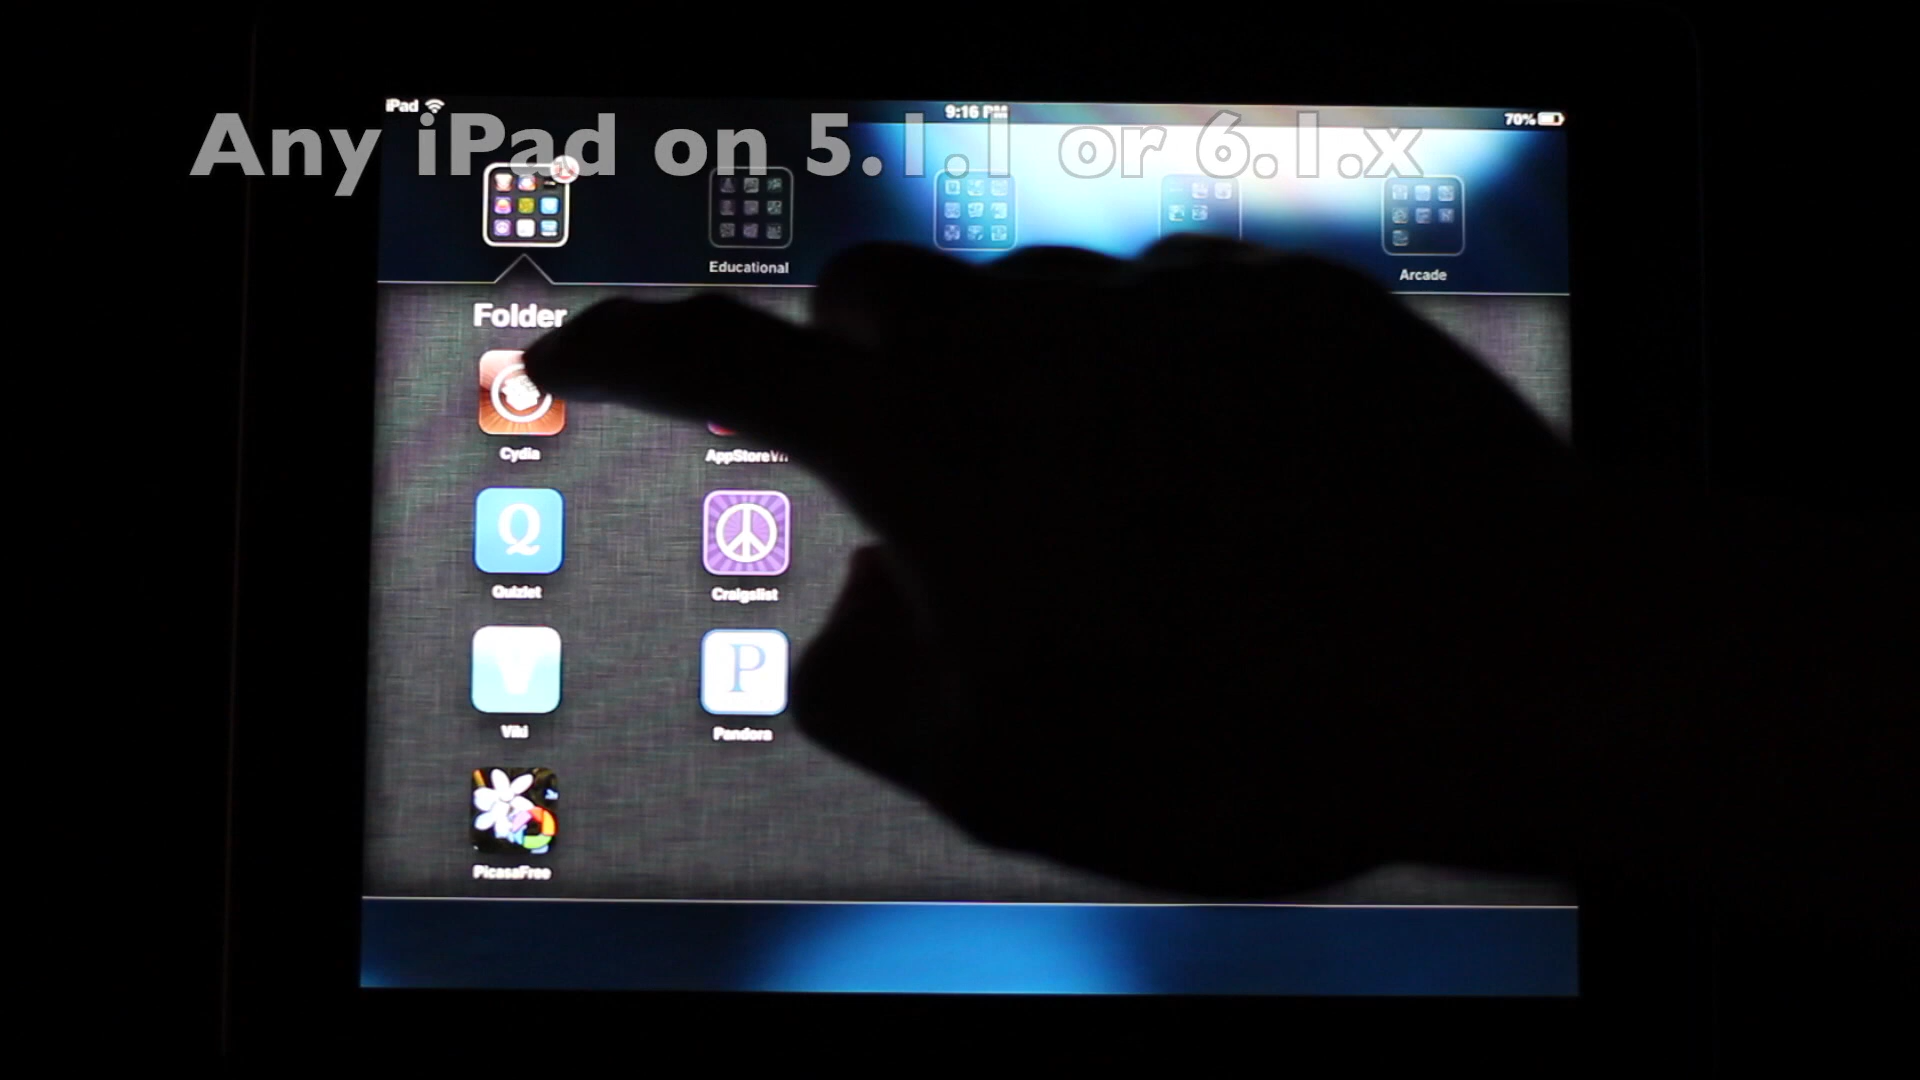 iPad
9:16 PM
70%
Any iPad on 5.1.1 or 6.1.x
Educational
Arcade
Folder
Cydia
Quizlet
Q
Craigslist
V
Viki
P
Pandora
PicasaFree